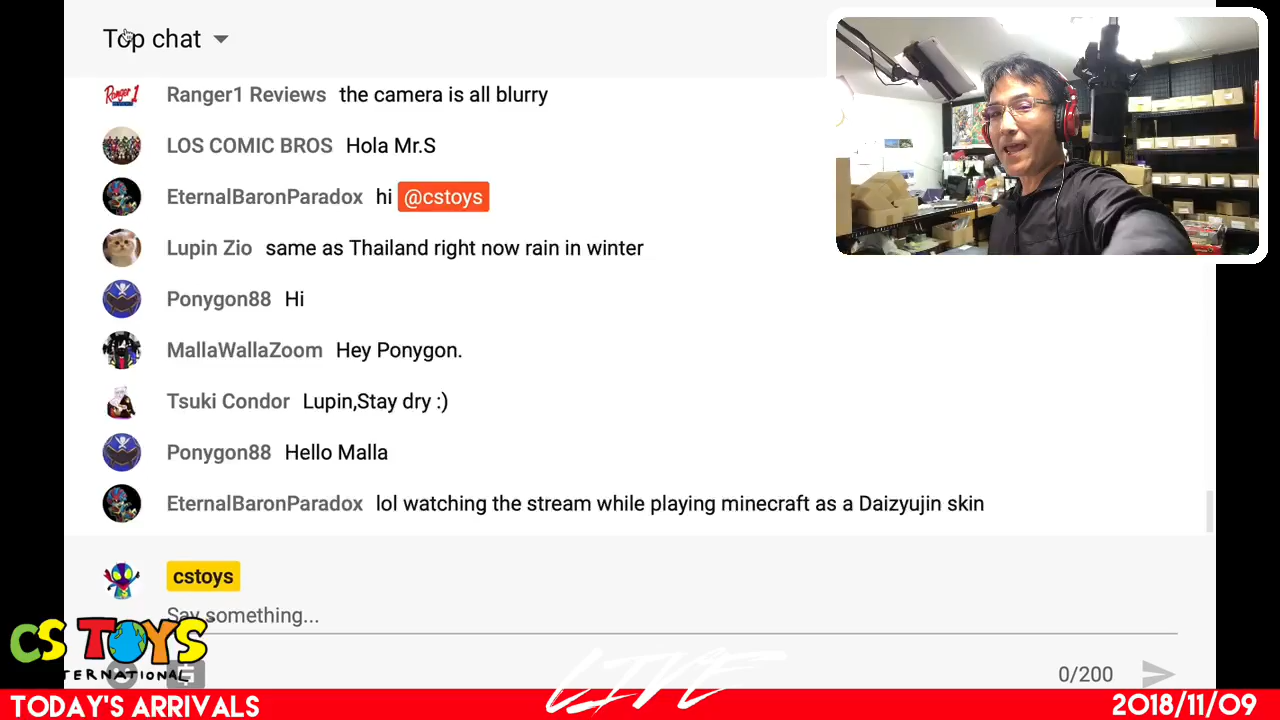 Top chat
Ranger1 Reviews the camera is all blurry
LOS COMIC BROS Hola Mr.S
EternalBaronParadox hi @cstoys
Lupin Zio same as Thailand right now rain in winter
Ponygon88 Hi
MallaWallaZoom Hey Ponygon.
Tsuki Condor Lupin,Stay dry :)
Ponygon88 Hello Malla
EternalBaronParadox lol watching the stream while playing minecraft as a Daizyujin skin
cstoys
Say something...
CS TOYS
TERNATIONAL
LIVE
0/200
TODAY'S ARRIVALS
2018/11/09